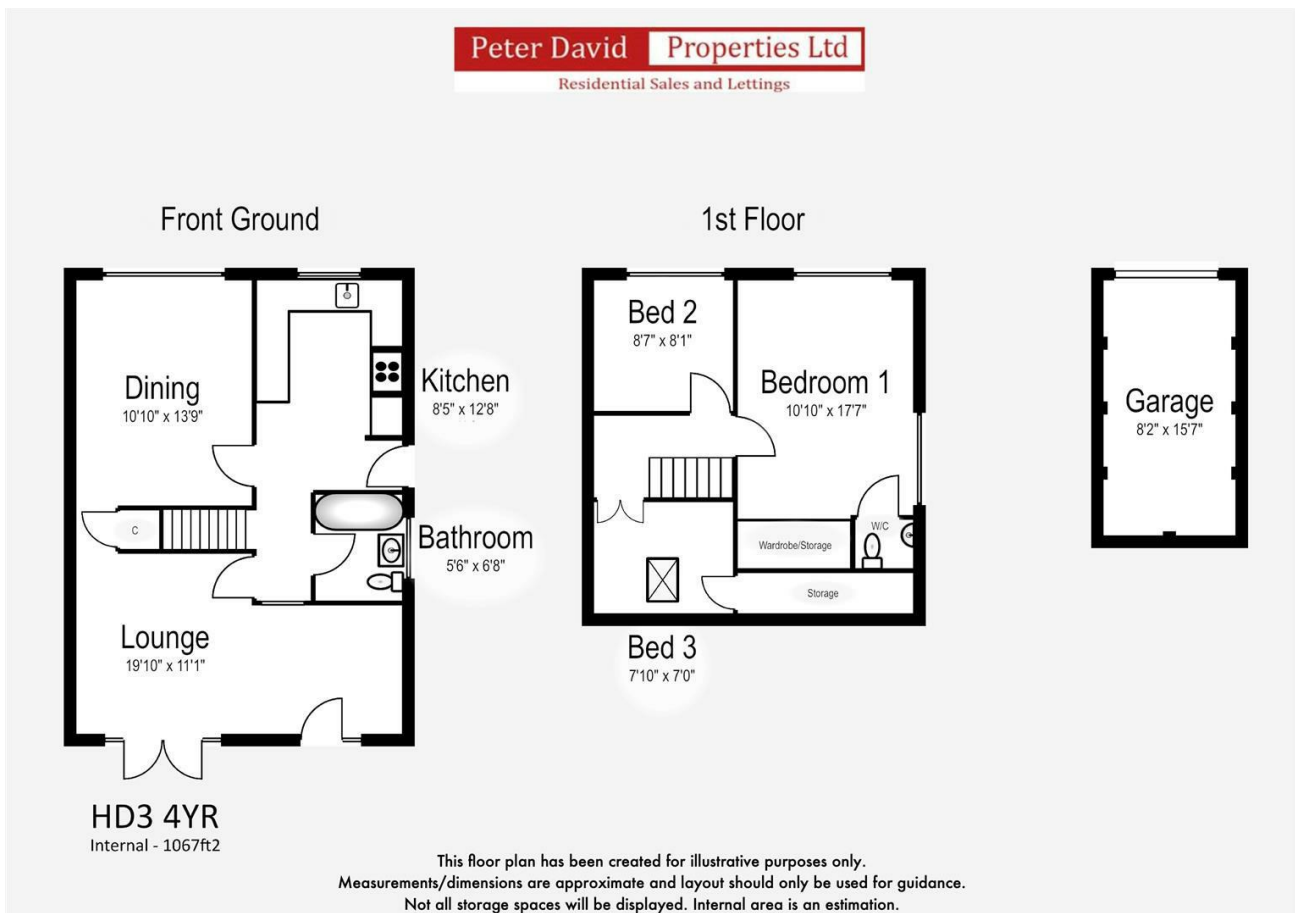 Peter David Properties Ltd
Residential Sales and Lettings
Front Ground
1st Floor
Dining
10'10" x 13'9"
Kitchen
8'5" x 12'8"
C
Bathroom
5'6" x 6'8"
Lounge
19'10" x 11'1"
Bed 2
8'7" x 8'1"
Bedroom 1
10'10" x 17'7"
W/C
Wardrobe/Storage
Storage
Bed 3
7'10" x 7'0"
Garage
8'2" x 15'7"
HD3 4YR
Internal - 1067ft2
This floor plan has been created for illustrative purposes only.
Measurements/dimensions are approximate and layout should only be used for guidance.
Not all storage spaces will be displayed. Internal area is an estimation.